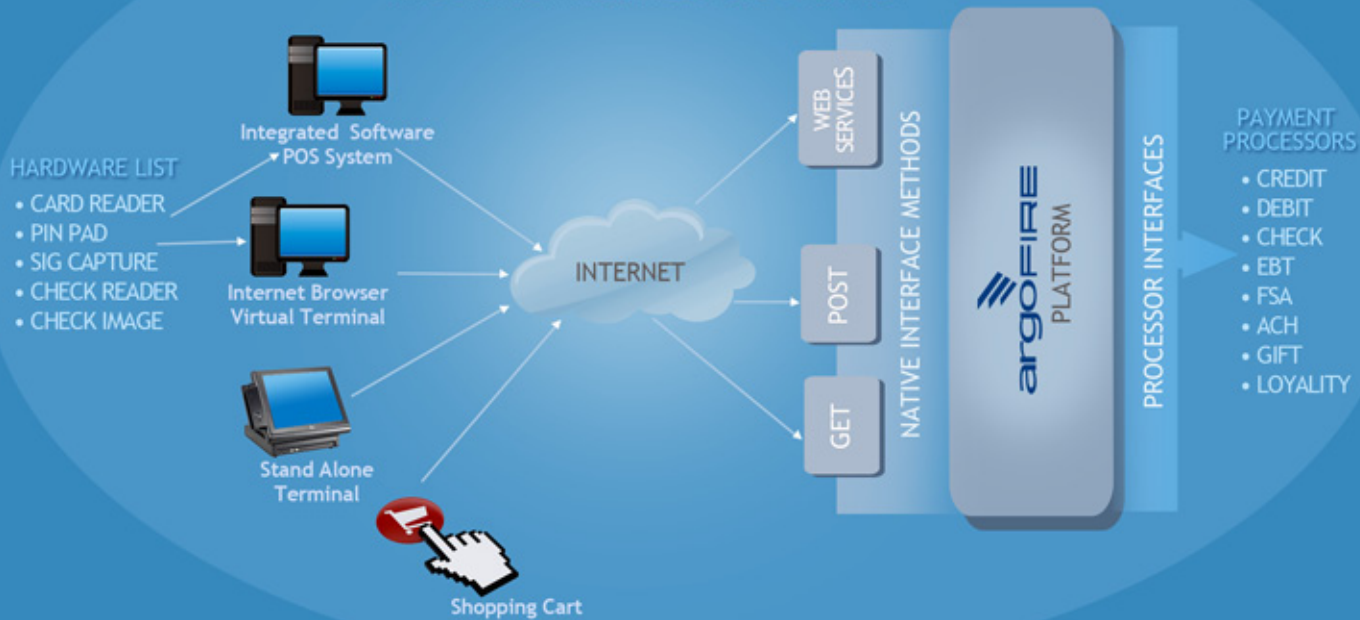 HARDWARE LIST
• CARD READER
• PIN PAD
• SIG CAPTURE
• CHECK READER
• CHECK IMAGE
Integrated Software
POS System
Internet Browser
Virtual Terminal
Stand Alone
Terminal
Shopping Cart
INTERNET
WEB
SERVICES
POST
GET
NATIVE INTERFACE METHODS
argoFIRE
PLATFORM
PROCESSOR INTERFACES
PAYMENT
PROCESSORS
• CREDIT
• DEBIT
• CHECK
• EBT
• FSA
• ACH
• GIFT
• LOYALITY